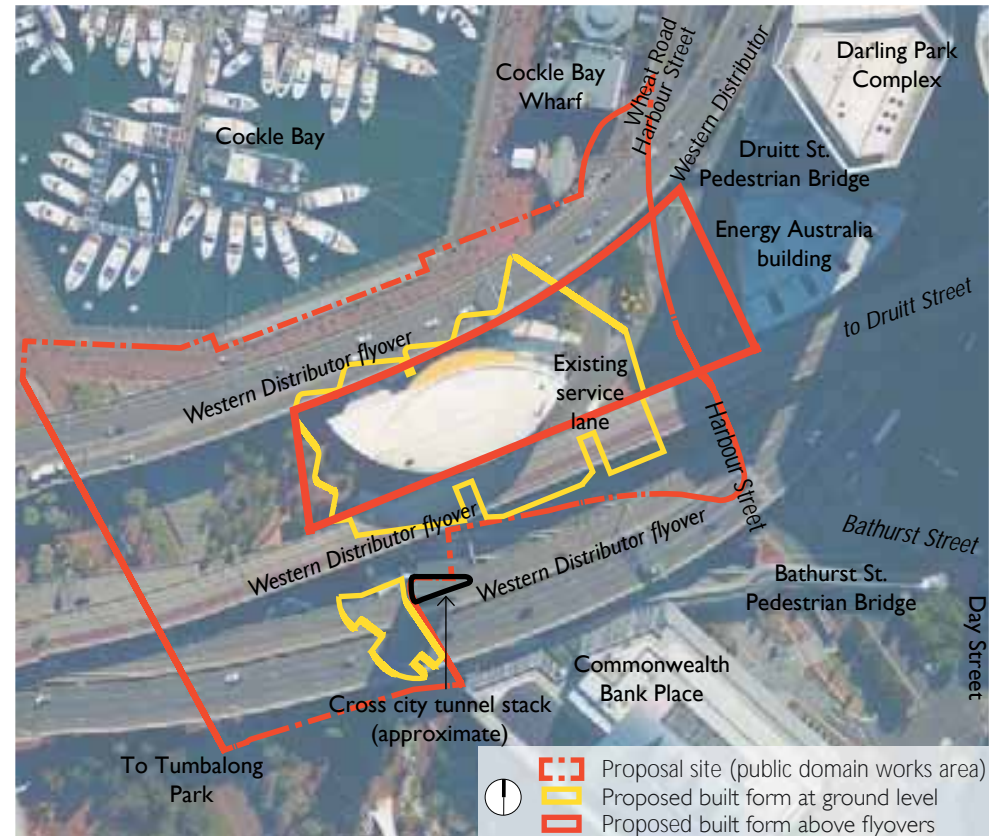 Cockle Bay
Wharf
Wheat Road
Harbour Street
Western Distributor
Darling Park
Complex
Cockle Bay
Druitt St.
Pedestrian Bridge
Energy Australia
building
to Druitt Street
Western Distributor flyover
Existing
service
lane
Harbour Street
Western Distributor flyover
Western Distributor flyover
Bathurst Street
Bathurst St.
Pedestrian Bridge
Day Street
Commonwealth
Bank Place
Cross city tunnel stack
(approximate)
To Tumbalong
Park
Proposal site (public domain works area)
Proposed built form at ground level
Proposed built form above flyovers